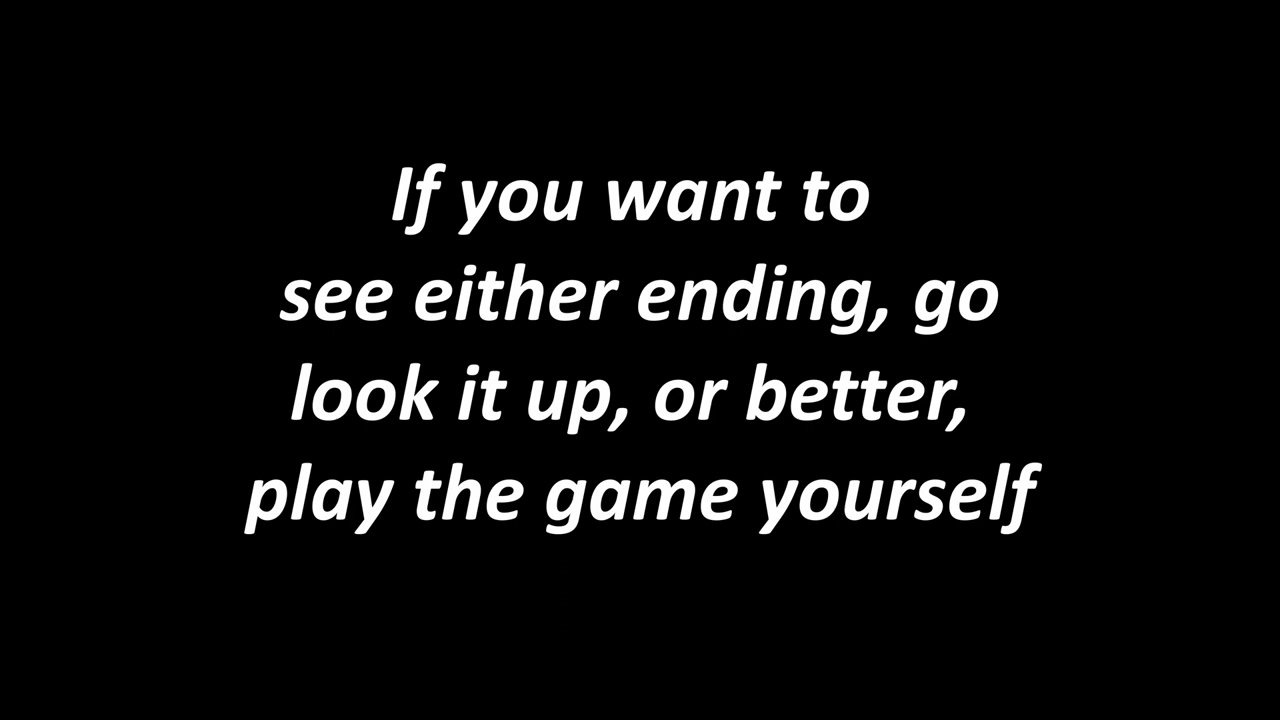 If you want to
see either ending, go
look it up, or better,
play the game yourself